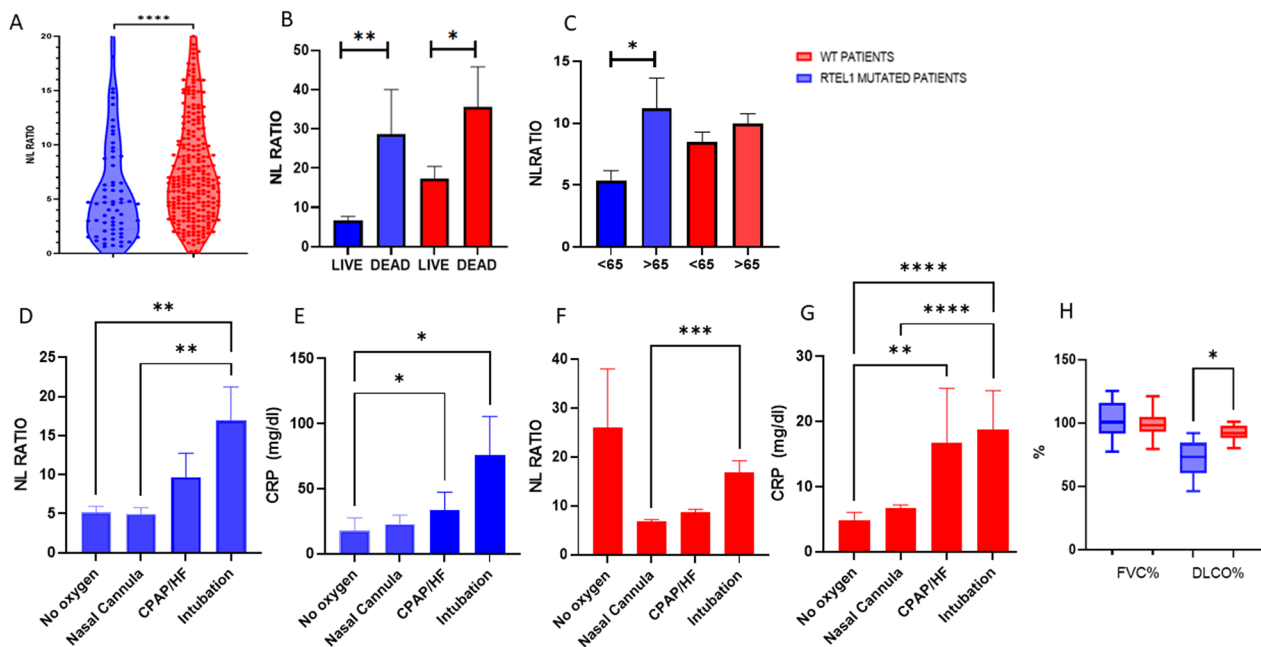 A
****
20
15
10
5
0
NL RATIO
B
** *
50
40
30
20
10
0
NL RATIO
LIVE DEAD LIVE DEAD
C
*
15
10
5
0
NLRATIO
<65 >65 <65 >65
WT PATIENTS
RTEL1 MUTATED PATIENTS
D
**
**
25
20
15
10
5
0
NL RATIO
No oxygen
Nasal Cannula
CPAP/HF
Intubation
E
*
*
150
100
50
0
CRP (mg/dl)
No oxygen
Nasal Cannula
CPAP/HF
Intubation
F
***
40
30
20
10
0
NL RATIO
No oxygen
Nasal Cannula
CPAP/HF
Intubation
G
****
****
**
30
20
10
0
CRP (mg/dl)
No oxygen
Nasal Cannula
CPAP/HF
Intubation
H
*
150
100
50
0
%
FVC% DLCO%